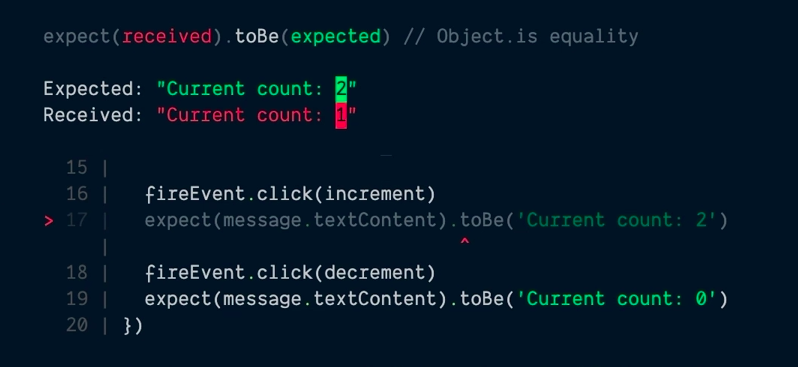 expect(received).toBe(expected) // Object.is equality
Expected: "Current count: 2"
Received: "Current count: 1"
15 |
16 |   fireEvent.click(increment)
> 17 |   expect(message.textContent).toBe('Current count: 2')
|                               ^
18 |   fireEvent.click(decrement)
19 |   expect(message.textContent).toBe('Current count: 0')
20 | })